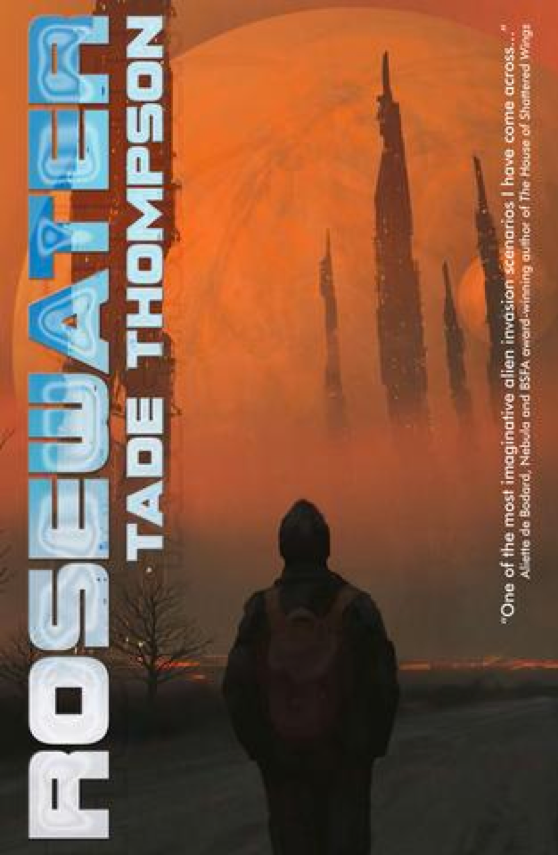 ROSEWATER
TADE THOMPSON
"One of the most imaginative alien invasion scenarios I have come across..."
Aliette de Bodard, Nebula and BSFA award-winning author of The House of Shattered Wings